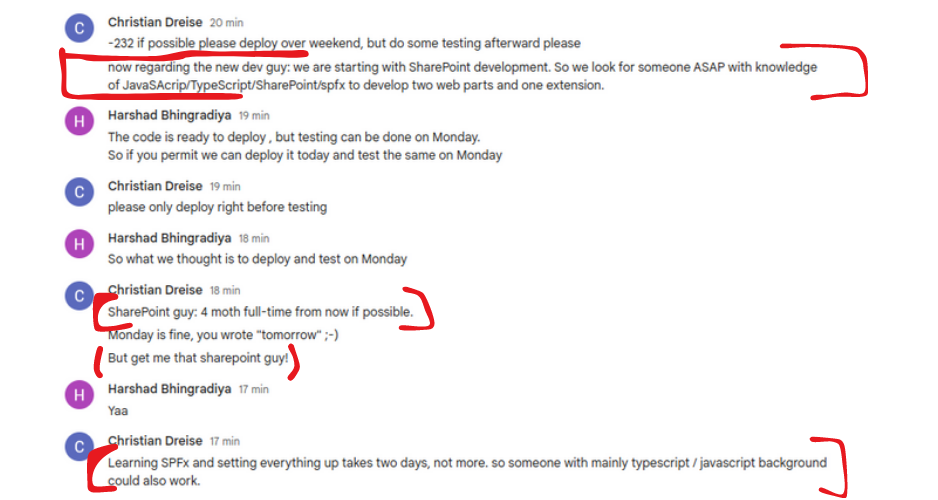 C Christian Dreise 20 min
-232 if possible please deploy over weekend, but do some testing afterward please
now regarding the new dev guy: we are starting with SharePoint development. So we look for someone ASAP with knowledge
of JavaSAcrip/TypeScript/SharePoint/spfx to develop two web parts and one extension.
H Harshad Bhingradiya 19 min
The code is ready to deploy , but testing can be done on Monday.
So if you permit we can deploy it today and test the same on Monday
C Christian Dreise 19 min
please only deploy right before testing
H Harshad Bhingradiya 18 min
So what we thought is to deploy and test on Monday
C Christian Dreise 18 min
SharePoint guy: 4 moth full-time from now if possible.
Monday is fine, you wrote "tomorrow" ;-)
But get me that sharepoint guy!
H Harshad Bhingradiya 17 min
Yaa
C Christian Dreise 17 min
Learning SPFx and setting everything up takes two days, not more. so someone with mainly typescript / javascript background
could also work.